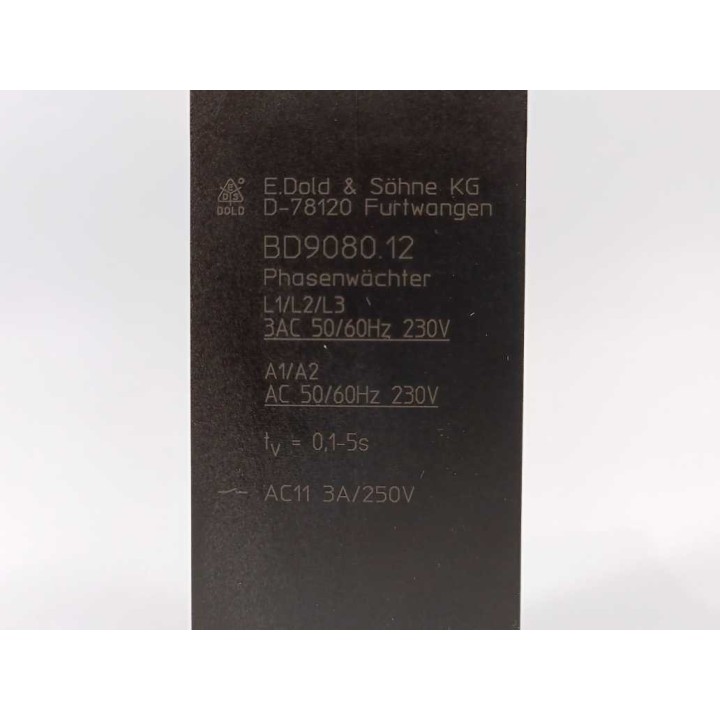 E.Dold & Söhne KG
DOLD
D-78120 Furtwangen
BD9080.12
Phasenwächter
L1/L2/L3
3AC 50/60Hz 230V
A1/A2
AC 50/60Hz 230V
tv = 0,1-5s
AC11 3A/250V